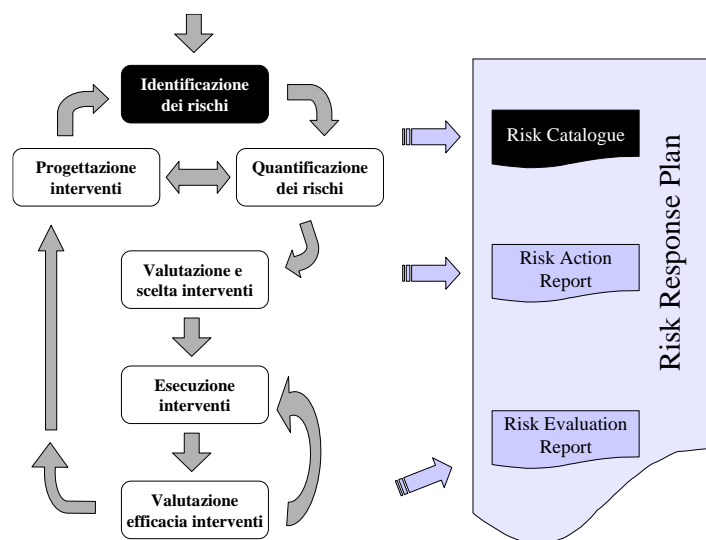 Identificazione
dei rischi
Progettazione
interventi
Quantificazione
dei rischi
Valutazione e
scelta interventi
Esecuzione
interventi
Valutazione
efficacia interventi
Risk Catalogue
Risk Action
Report
Risk Evaluation
Report
Risk Response Plan